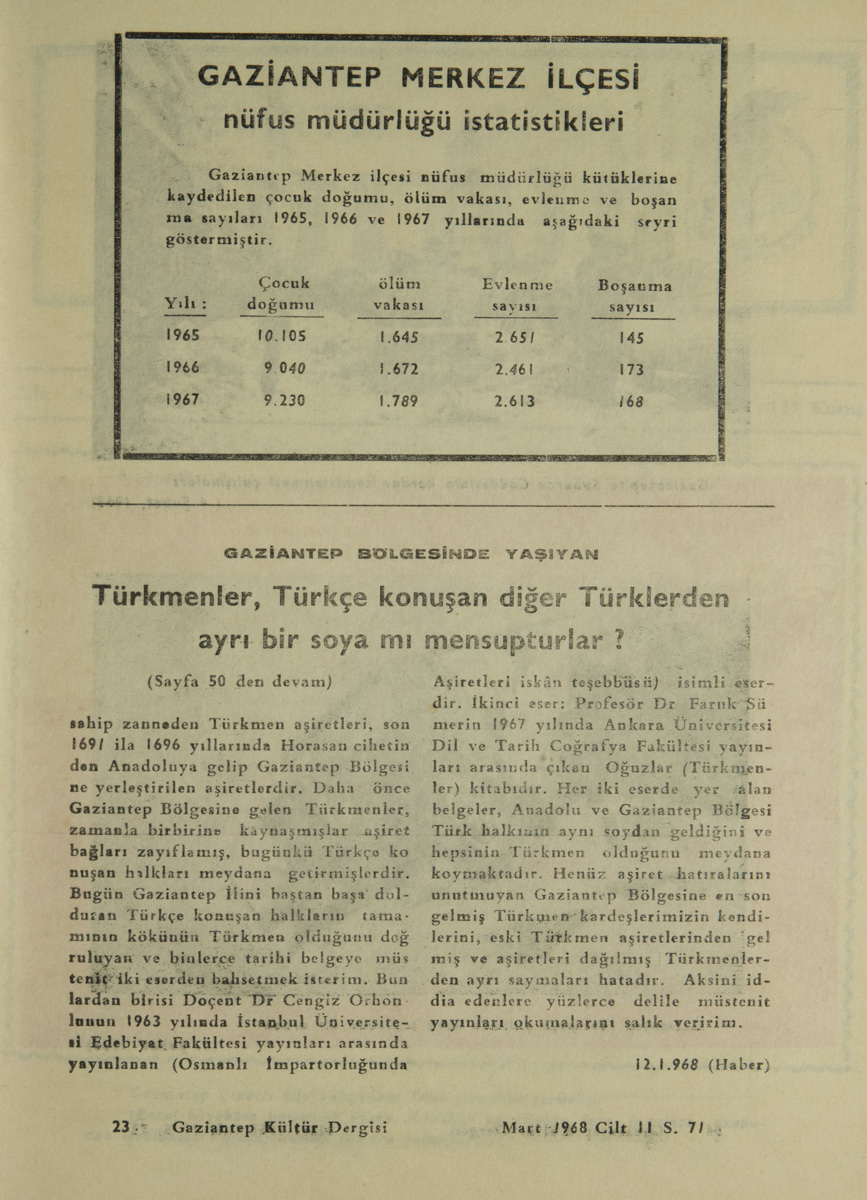 GAZİANTEP MERKEZ İLÇESİ
nüfus müdürlüğü istatistikleri
Gaziantep Merkez ilçesi nüfus müdürlüğü kütüklerine
kaydedilen çocuk doğumu, ölüm vakası, evlenme ve boşan
ma sayıları 1965, 1966 ve 1967 yıllarında aşağıdaki seyri
göstermiştir.
Yılı : Çocuk doğumu ölüm vakası Evlenme sayısı Boşanma sayısı
1965 10.105 1.645 2 651 145
1966 9 040 1.672 2.461 173
1967 9.230 1.789 2.613 168
GAZİANTEP BÖLGESİNDE YAŞIYAN
Türkmenler, Türkçe konuşan diğer Türklerden
ayrı bir soya mı mensupturlar ?
(Sayfa 50 den devam)
sahip zanneden Türkmen aşiretleri, son
1691 ila 1696 yıllarında Horasan cihetin
den Anadoluya gelip Gaziantep Bölgesi
ne yerleştirilen aşiretlerdir. Daha önce
Gaziantep Bölgesine gelen Türkmenler,
zamanla birbirine kaynaşmışlar aşiret
bağları zayıflamış, bugünkü Türkçe ko
nuşan halkları meydana getirmişlerdir.
Bugün Gaziantep İlini baştan başa dol-
duran Türkçe konuşan halkların tama-
mının kökünün Türkmen olduğunu doğ
ruluyan ve binlerce tarihi belgeye müs
tenit iki eserden bahsetmek isterim. Bun
lardan birisi Doçent Dr Cengiz Orhon
lunun 1963 yılında İstanbul Üniversite-
si Edebiyat Fakültesi yayınları arasında
yayınlanan (Osmanlı İmpartorluğunda
Aşiretleri iskân teşebbüsü) isimli eser-
dir. İkinci eser: Profesör Dr Faruk Sü
merin 1967 yılında Ankara Üniversitesi
Dil ve Tarih Coğrafya Fakültesi yayın-
ları arasında çıkan Oğuzlar (Türkmen-
ler) kitabıdır. Her iki eserde yer alan
belgeler, Anadolu ve Gaziantep Bölgesi
Türk halkının aynı soydan geldiğini ve
hepsinin Türkmen olduğunu meydana
koymaktadır. Henüz aşiret hatıralarını
unutmuyan Gaziantep Bölgesine en son
gelmiş Türkmen kardeşlerimizin kendi-
lerini, eski Türkmen aşiretlerinden gel
miş ve aşiretleri dağılmış Türkmenler-
den ayrı saymaları hatadır. Aksini id-
dia edenlere yüzlerce delile müstenit
yayınları okumalarını salık veririm.
12.1.968 (Haber)
23 Gaziantep Kültür Dergisi Mart 1968 Cilt 11 S. 71